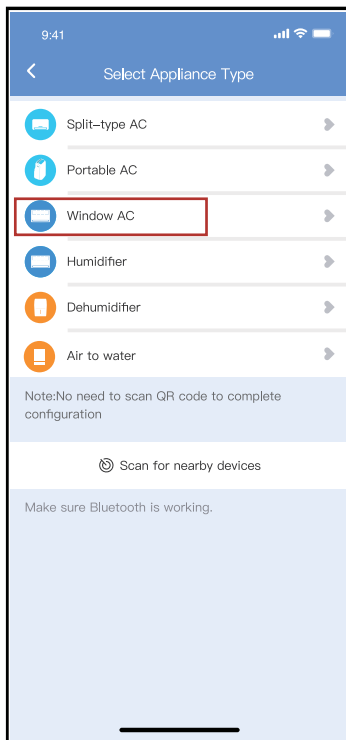 9:41
Select Appliance Type
Split-type AC
Portable AC
Window AC
Humidifier
Dehumidifier
Air to water
Note:No need to scan QR code to complete
configuration
Scan for nearby devices
Make sure Bluetooth is working.